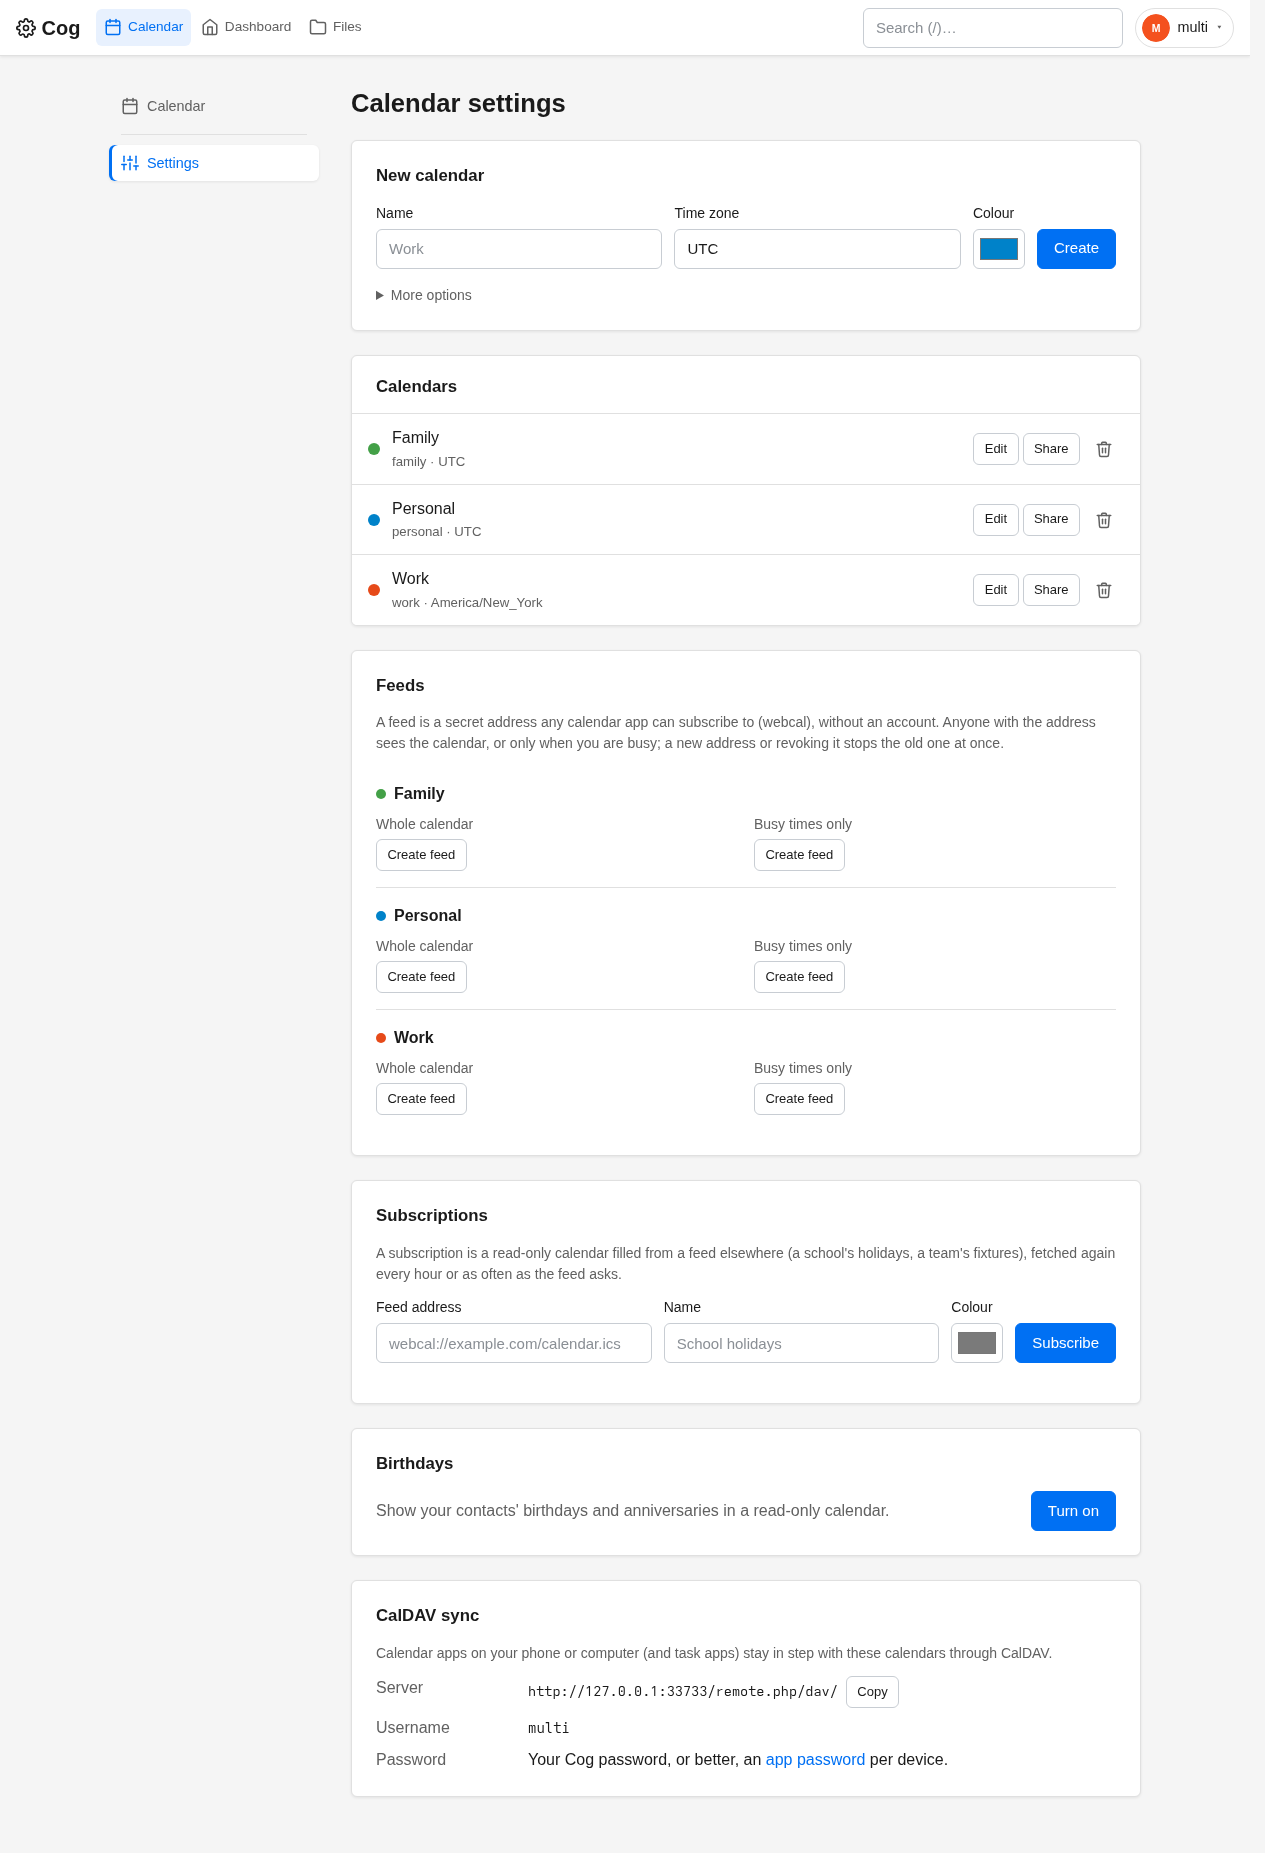 Cog
Calendar
Dashboard
Files
Search (/)…
M
multi
Calendar
Settings
Calendar settings
New calendar
Name
Time zone
Colour
Work
UTC
Create
More options
Calendars
Family
family · UTC
Edit
Share
Personal
personal · UTC
Edit
Share
Work
work · America/New_York
Edit
Share
Feeds
A feed is a secret address any calendar app can subscribe to (webcal), without an account. Anyone with the address
sees the calendar, or only when you are busy; a new address or revoking it stops the old one at once.
Family
Whole calendar
Busy times only
Create feed
Create feed
Personal
Whole calendar
Busy times only
Create feed
Create feed
Work
Whole calendar
Busy times only
Create feed
Create feed
Subscriptions
A subscription is a read-only calendar filled from a feed elsewhere (a school's holidays, a team's fixtures), fetched again
every hour or as often as the feed asks.
Feed address
Name
Colour
webcal://example.com/calendar.ics
School holidays
Subscribe
Birthdays
Show your contacts' birthdays and anniversaries in a read-only calendar.
Turn on
CalDAV sync
Calendar apps on your phone or computer (and task apps) stay in step with these calendars through CalDAV.
Server
http://127.0.0.1:33733/remote.php/dav/
Copy
Username
multi
Password
Your Cog password, or better, an app password per device.